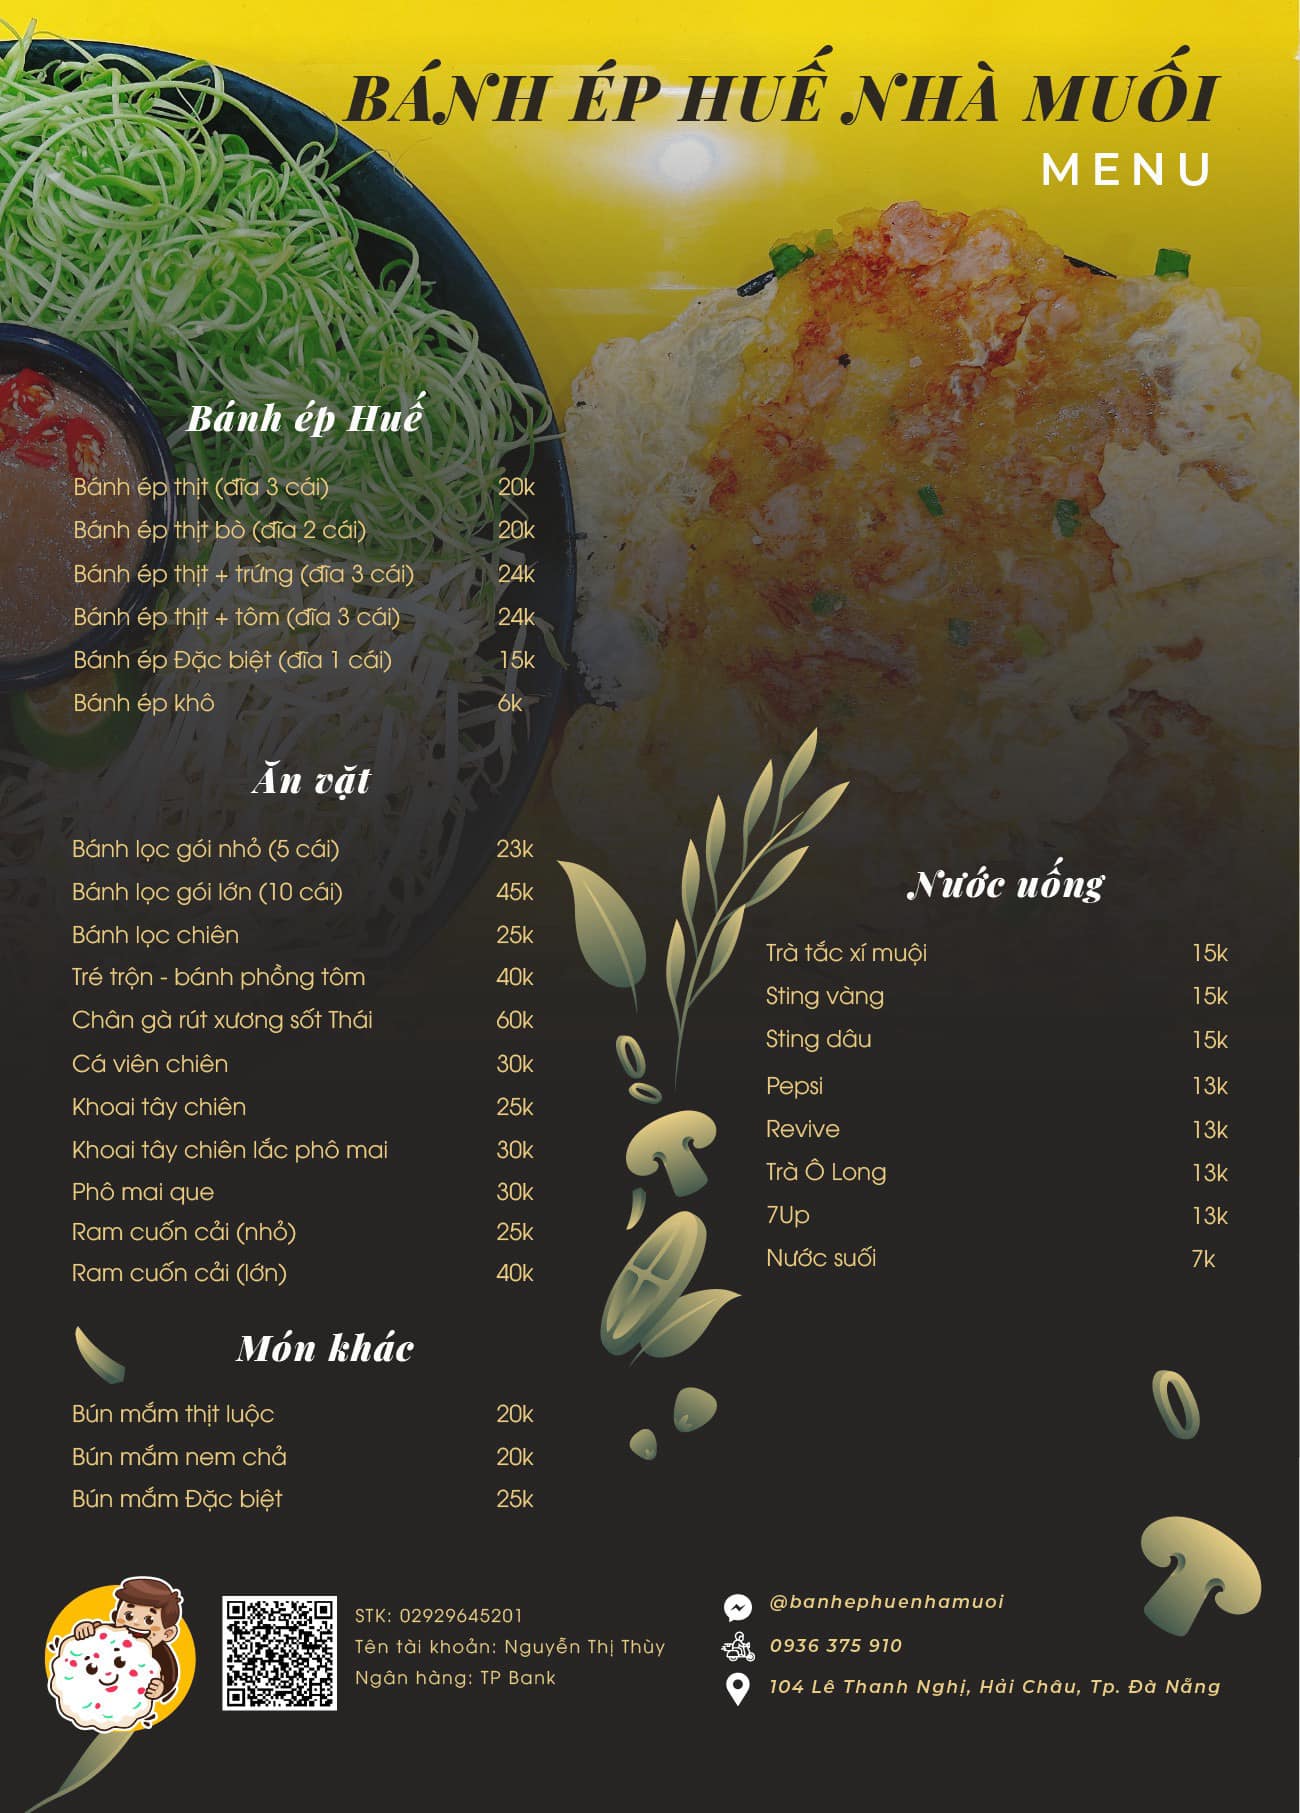 BÁNH ÉP HUẾ NHÀ MUỐI
MENU
Bánh ép Huế
Bánh ép thịt (đĩa 3 cái) 20k
Bánh ép thịt bò (đĩa 2 cái) 20k
Bánh ép thịt + trứng (đĩa 3 cái) 24k
Bánh ép thịt + tôm (đĩa 3 cái) 24k
Bánh ép Đặc biệt (đĩa 1 cái) 15k
Bánh ép khô 6k
Ăn vặt
Bánh lọc gói nhỏ (5 cái) 23k
Bánh lọc gói lớn (10 cái) 45k
Bánh lọc chiên 25k
Tré trộn - bánh phồng tôm 40k
Chân gà rút xương sốt Thái 60k
Cá viên chiên 30k
Khoai tây chiên 25k
Khoai tây chiên lắc phô mai 30k
Phô mai que 30k
Ram cuốn cải (nhỏ) 25k
Ram cuốn cải (lớn) 40k
Món khác
Bún mắm thịt luộc 20k
Bún mắm nem chả 20k
Bún mắm Đặc biệt 25k
Nước uống
Trà tắc xí muội 15k
Sting vàng 15k
Sting dâu 15k
Pepsi 13k
Revive 13k
Trà Ô Long 13k
7Up 13k
Nước suối 7k
STK: 02929645201
Tên tài khoản: Nguyễn Thị Thùy
Ngân hàng: TP Bank
@banhephuenhamuoi
0936 375 910
104 Lê Thanh Nghị, Hải Châu, Tp. Đà Nẵng